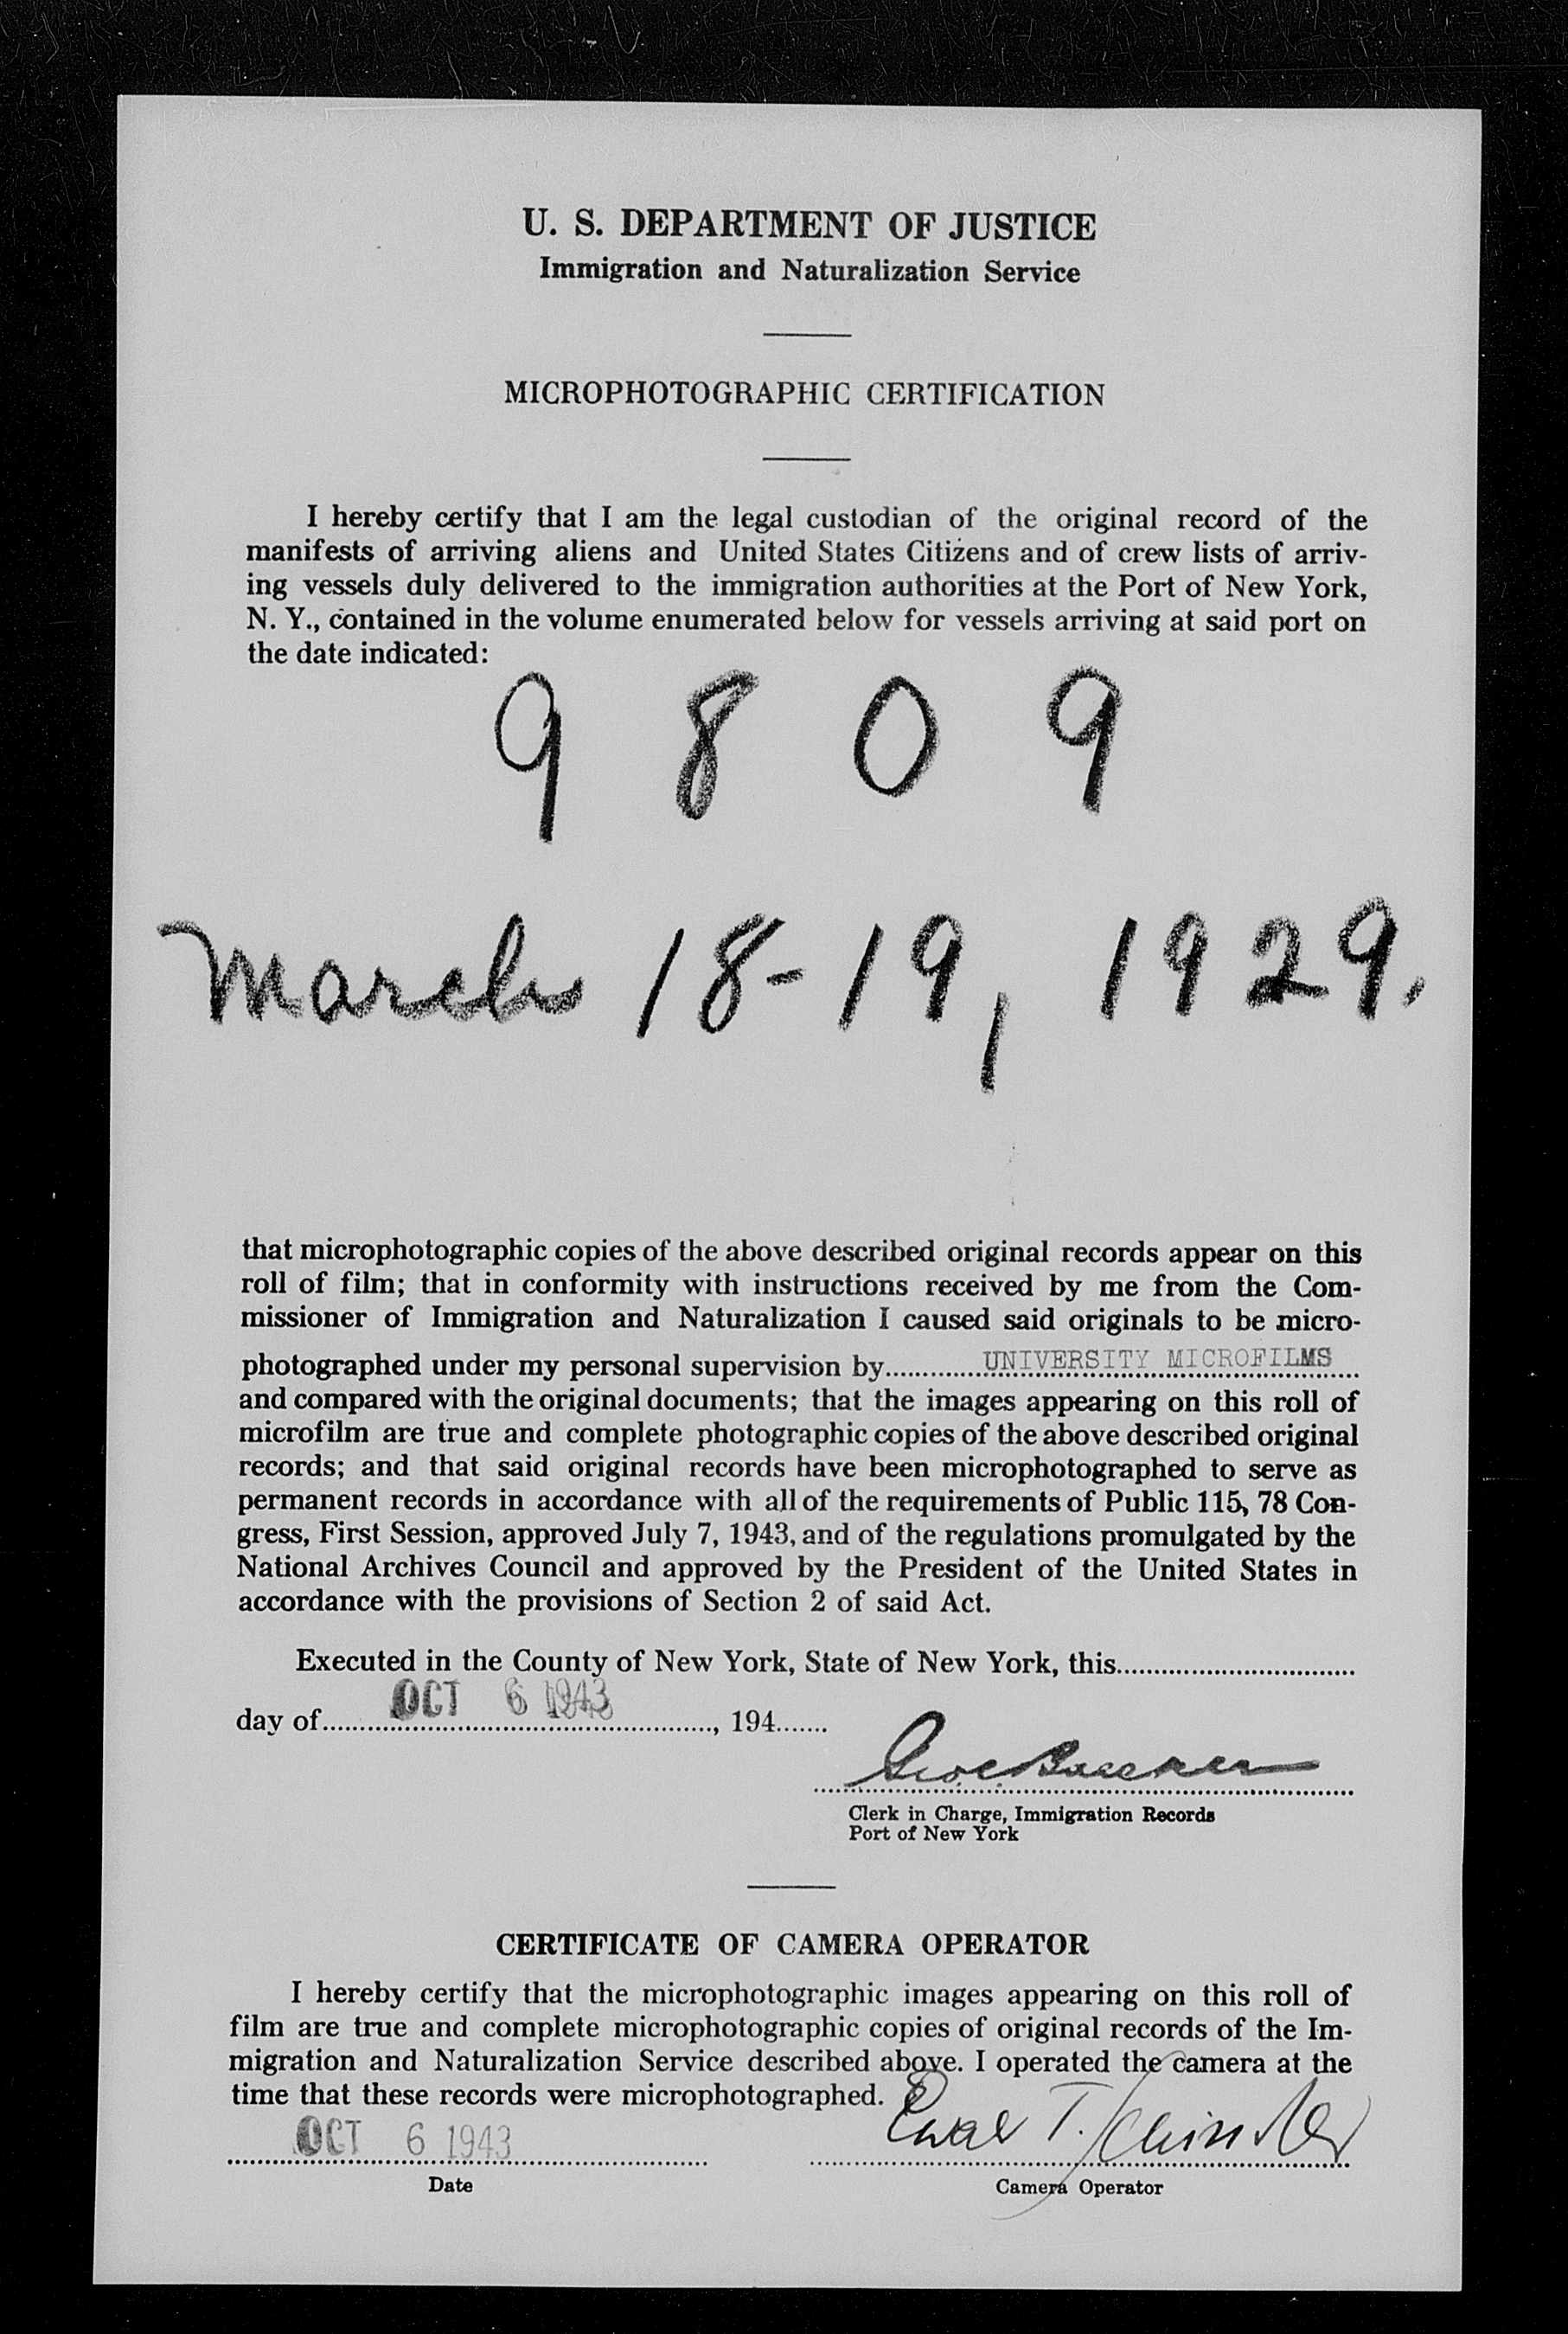 U. S. DEPARTMENT OF JUSTICE
Immigration and Naturalization Service
MICROPHOTOGRAPHIC CERTIFICATION
I hereby certify that I am the legal custodian of the original record of the
manifests of arriving aliens and United States Citizens and of crew lists of arriv-
ing vessels duly delivered to the immigration authorities at the Port of New York,
N. Y., contained in the volume enumerated below for vessels arriving at said port on
the date indicated:
9 8 0 9
March 18-19, 1929.
that microphotographic copies of the above described original records appear on this
roll of film; that in conformity with instructions received by me from the Com-
missioner of Immigration and Naturalization I caused said originals to be micro-
photographed under my personal supervision by UNIVERSITY MICROFILMS
and compared with the original documents; that the images appearing on this roll of
microfilm are true and complete photographic copies of the above described original
records; and that said original records have been microphotographed to serve as
permanent records in accordance with all of the requirements of Public 115, 78 Con-
gress, First Session, approved July 7, 1943, and of the regulations promulgated by the
National Archives Council and approved by the President of the United States in
accordance with the provisions of Section 2 of said Act.
Executed in the County of New York, State of New York, this
day of OCT 6 1943, 194
Clerk in Charge, Immigration Records
Port of New York
CERTIFICATE OF CAMERA OPERATOR
I hereby certify that the microphotographic images appearing on this roll of
film are true and complete microphotographic copies of original records of the Im-
migration and Naturalization Service described above. I operated the camera at the
time that these records were microphotographed.
OCT 6 1943 T.
Date Camera Operator